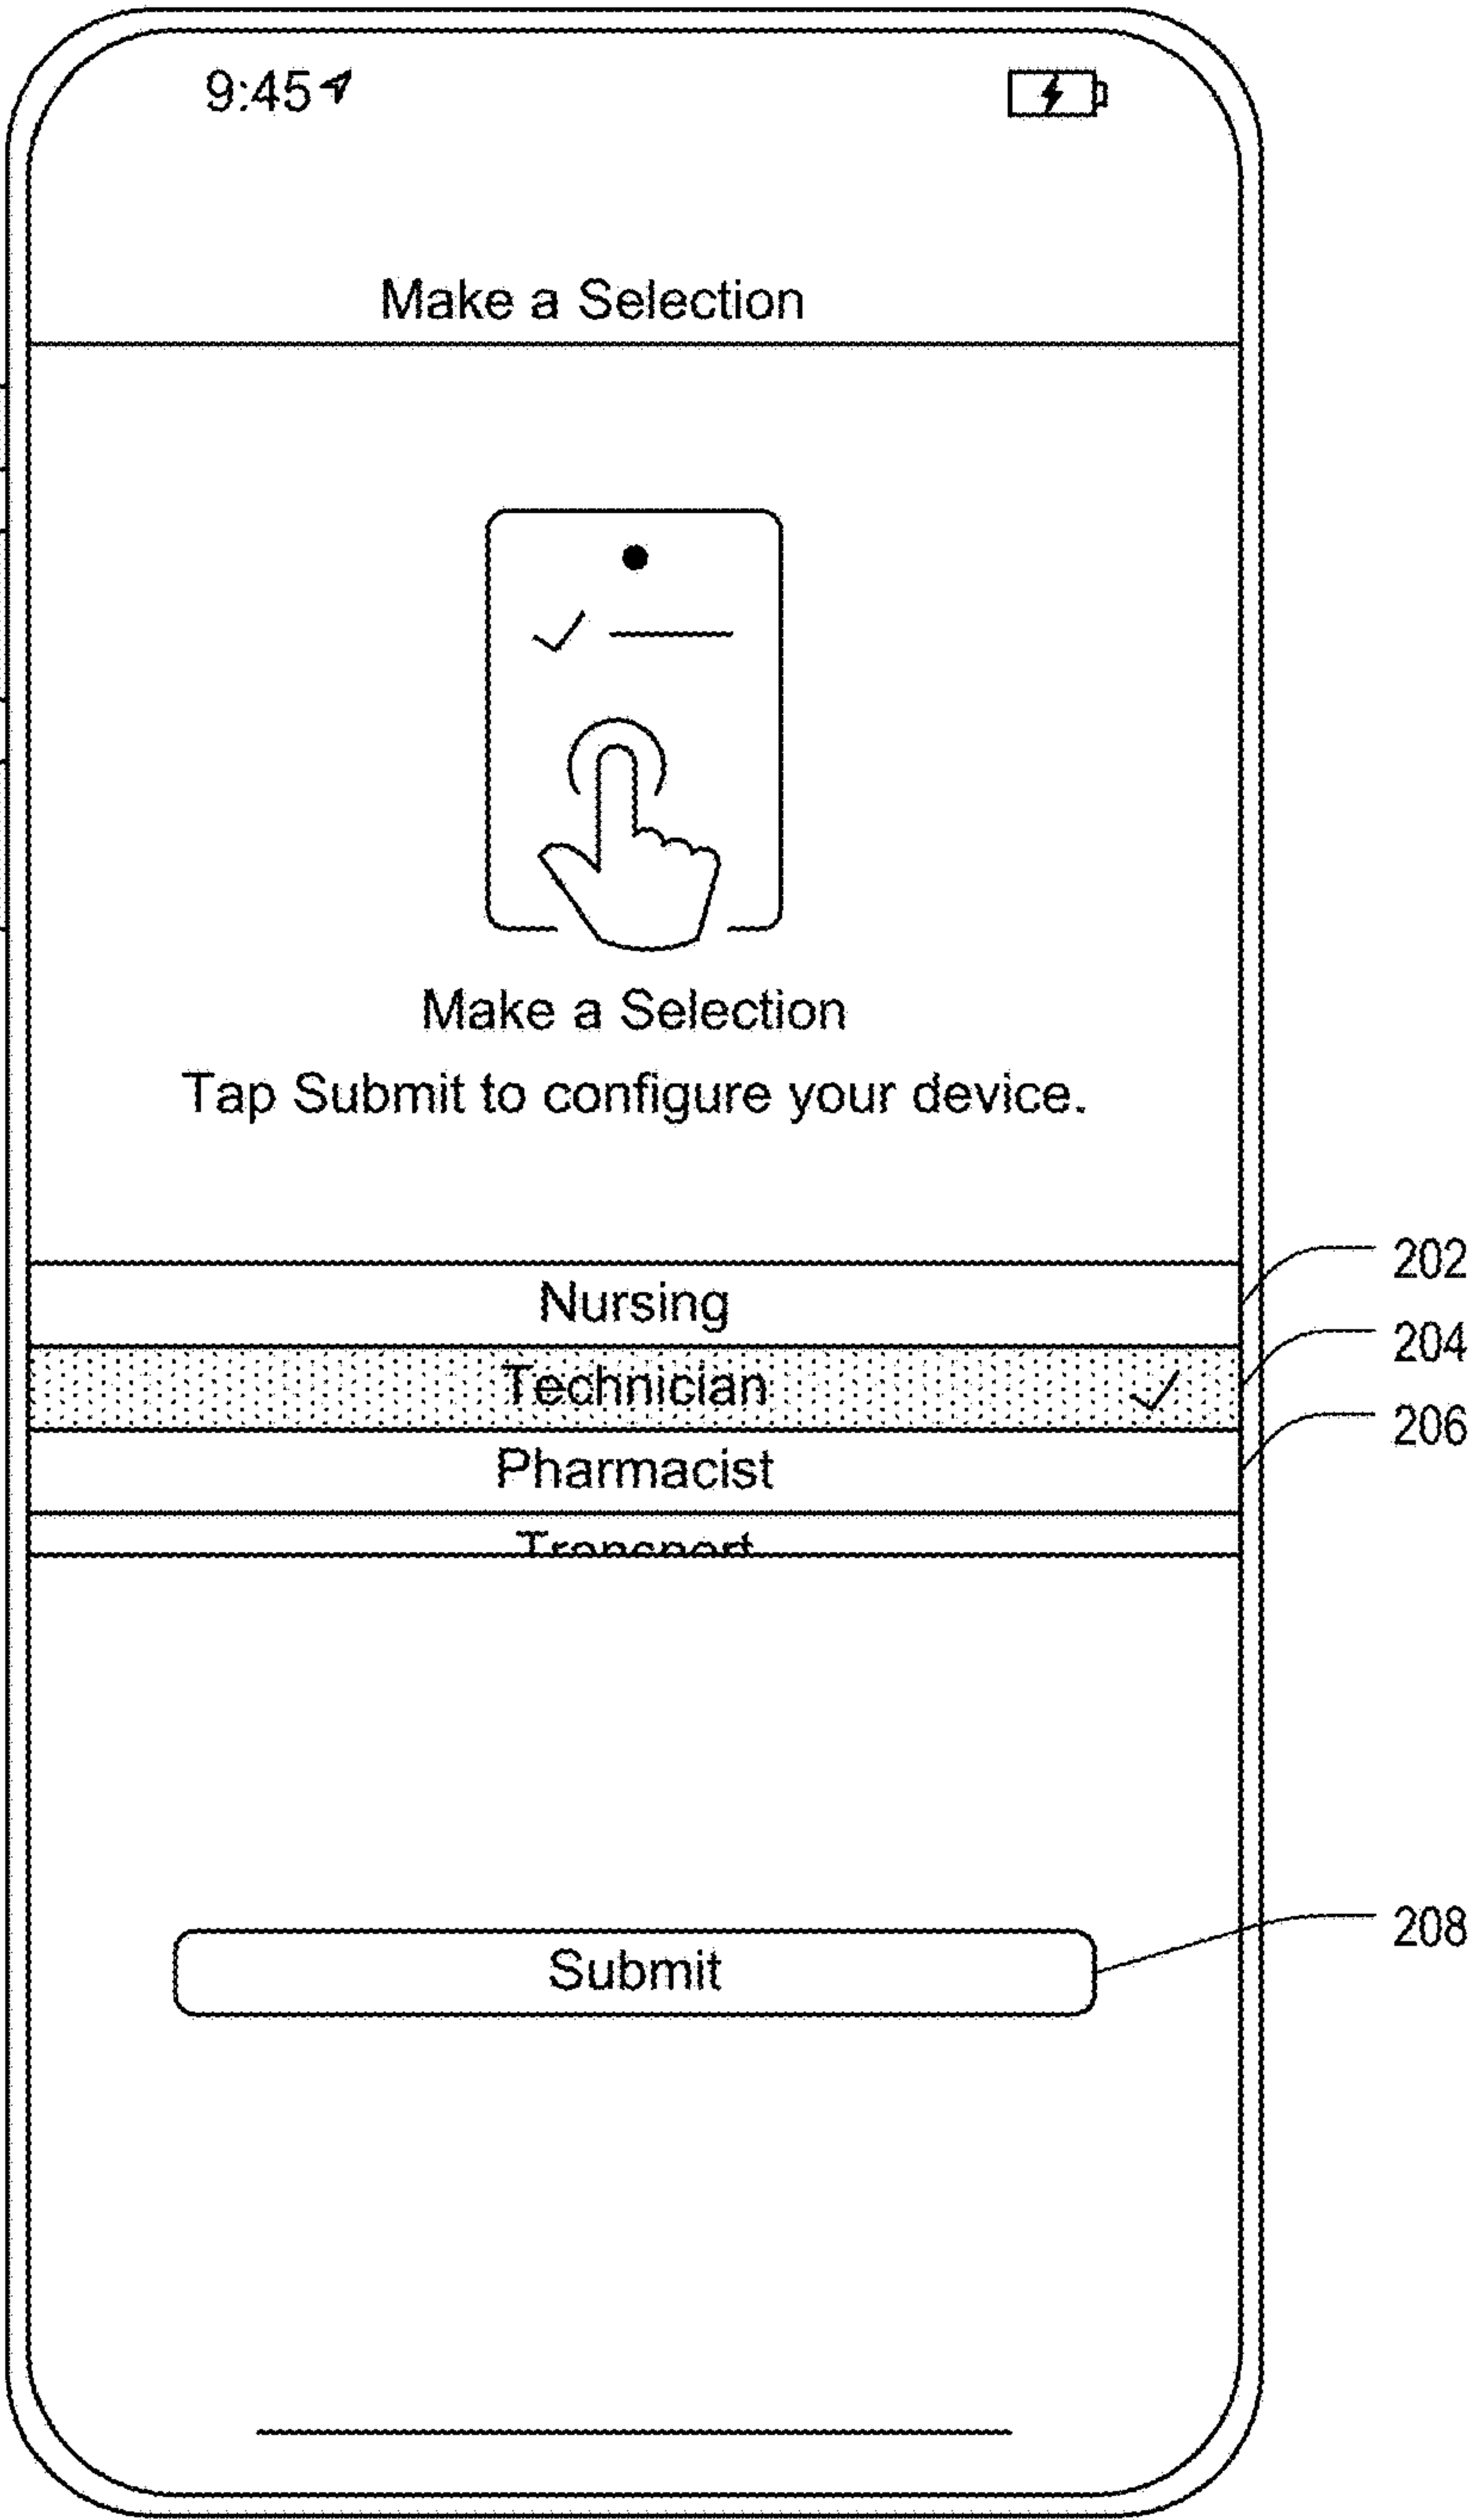 9:45
Make a Selection
Make a Selection
Tap Submit to configure your device.
Nursing
202
Technician
204
Pharmacist
206
Transport
Submit
208